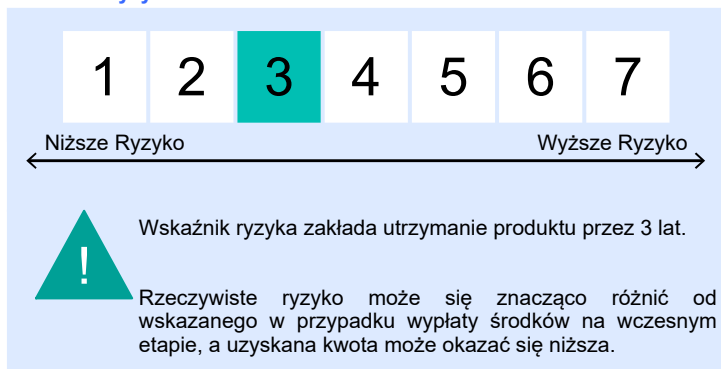 1 2 3 4 5 6 7
Niższe Ryzyko Wyższe Ryzyko
!
Wskaźnik ryzyka zakłada utrzymanie produktu przez 3 lat.
Rzeczywiste ryzyko może się znacząco różnić od
wskazanego w przypadku wypłaty środków na wczesnym
etapie, a uzyskana kwota może okazać się niższa.